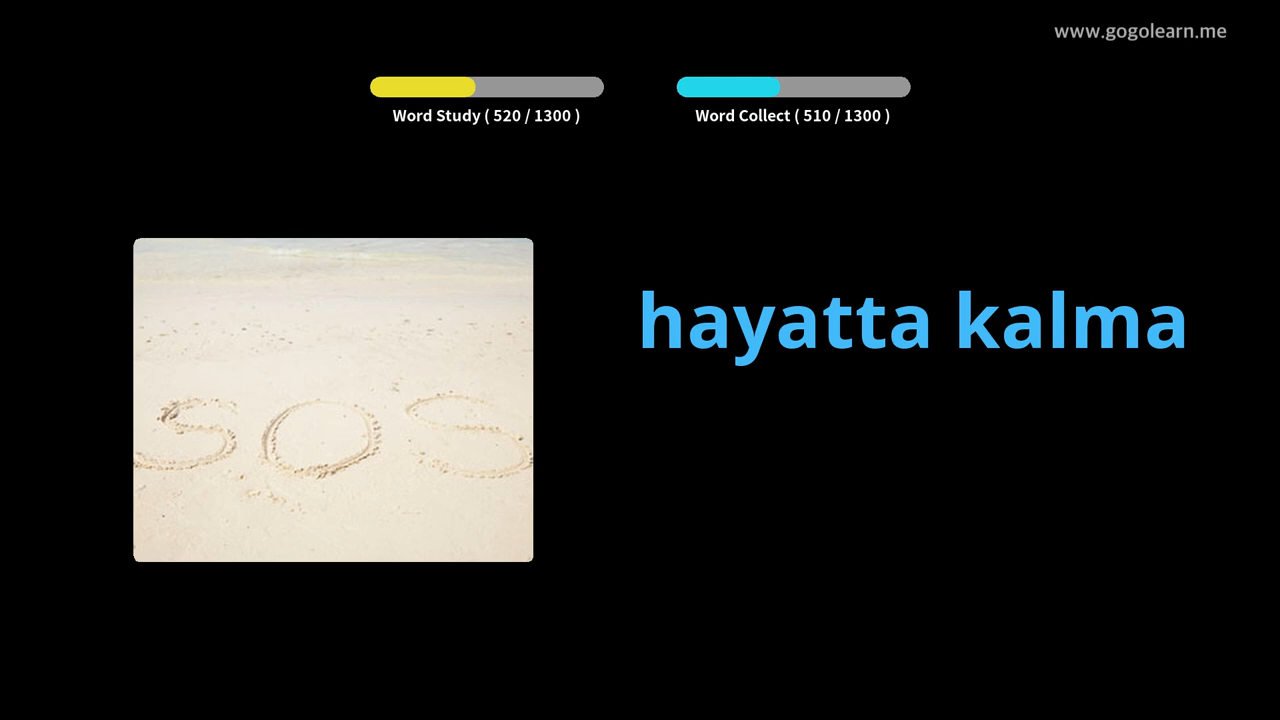 www.gogolearn.me
Word Study ( 520 / 1300 )
Word Collect ( 510 / 1300 )
hayatta kalma
SOS